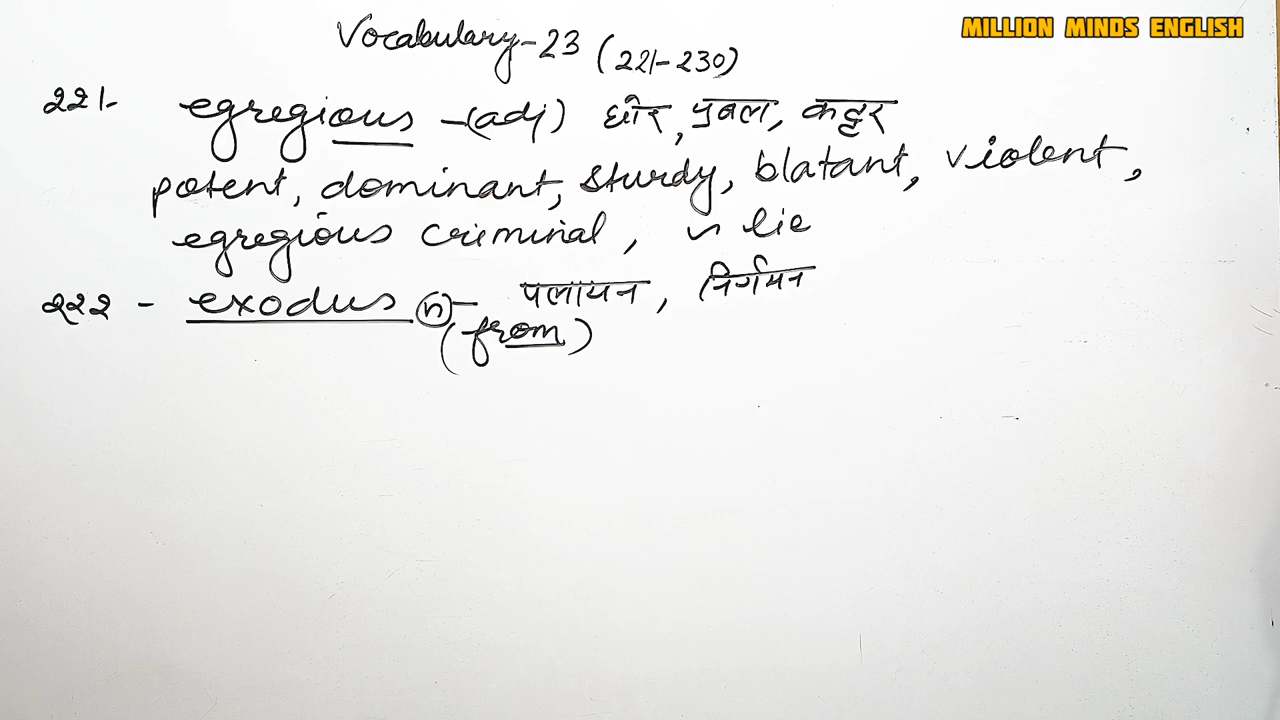 MILLION MINDS ENGLISH
Vocabulary-23 (221-230)
221- egregious -(adj) घोर, प्रबल, कट्टर
potent, dominant, sturdy, blatant, violent,
egregious criminal, " lie
222 - exodus (n) - पलायन, निर्गमन
(from)